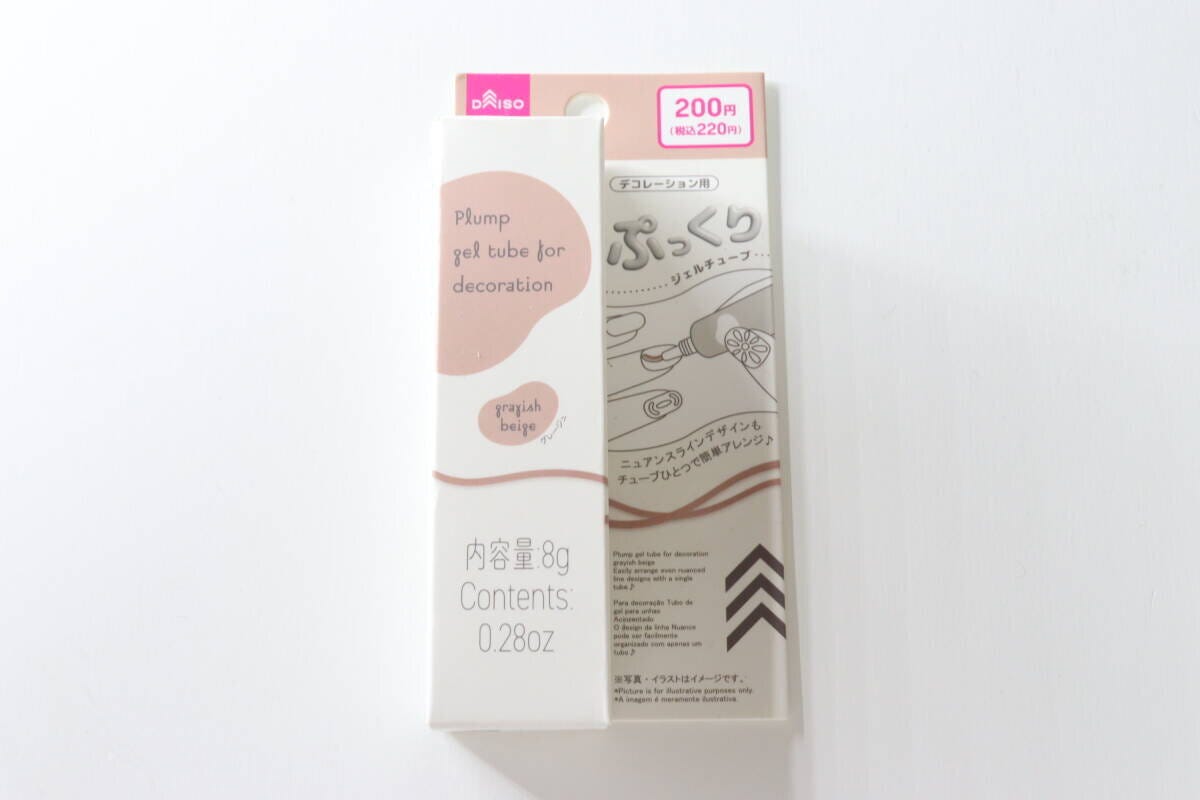 DAISO
200円
(税込220円)
Plump
gel tube for
decoration
grayish
beige
グレージュ
内容量:8g
Contents:
0.28oz
デコレーション用
ぷっくり
ジェルチューブ
ニュアンスラインデザインも
チューブひとつで簡単アレンジ♪
Plump gel tube for decoration
grayish beige
Easily arrange even nuanced
line designs with a single
tube♪
Para decoração Tubo de
gel para unhas
Acinzentado
O design da linha Nuance
pode ser facilmente
organizado com apenas um
tubo♪
※写真・イラストはイメージです。
*Picture is for illustrative purposes only.
*A imagem é meramente ilustrativa.